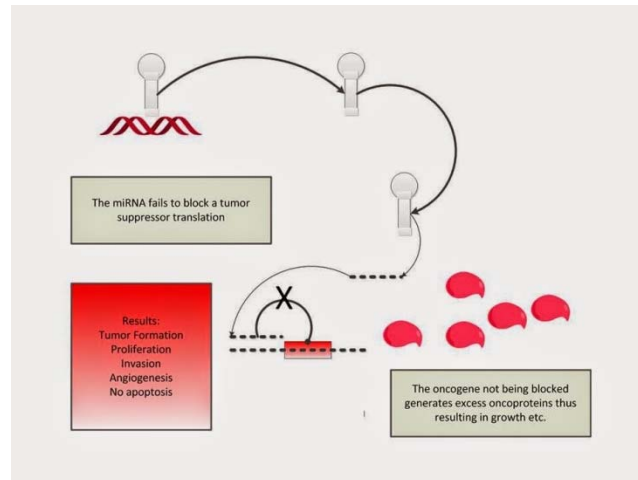 The miRNA fails to block a tumor
suppressor translation
X
Results:
Tumor Formation
Proliferation
Invasion
Angiogenesis
No apoptosis
The oncogene not being blocked
generates excess oncoproteins thus
resulting in growth etc.